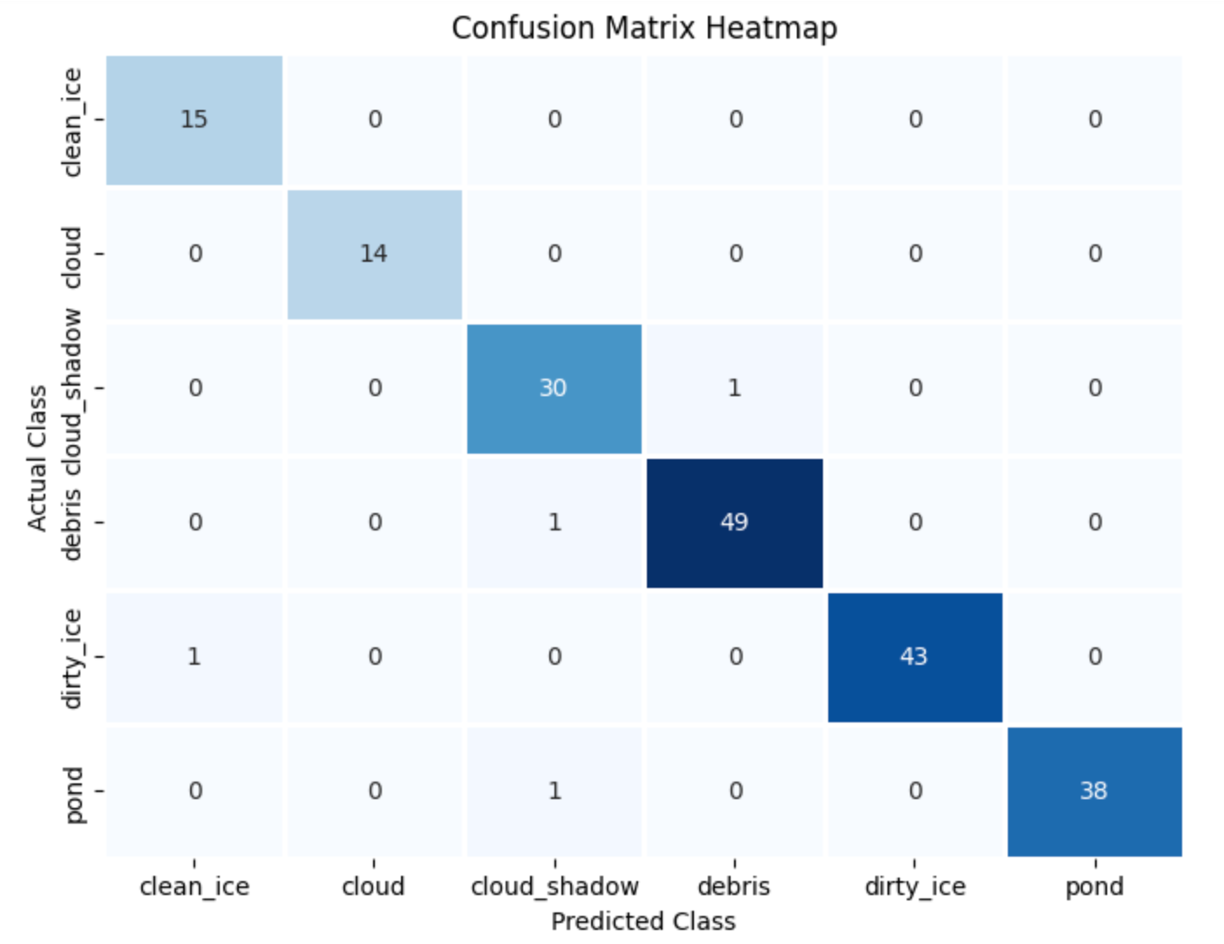 Confusion Matrix Heatmap
Actual Class
clean_ice 15 0 0 0 0 0
cloud 0 14 0 0 0 0
cloud_shadow 0 0 30 1 0 0
debris 0 0 1 49 0 0
dirty_ice 1 0 0 0 43 0
pond 0 0 1 0 0 38
clean_ice cloud cloud_shadow debris dirty_ice pond
Predicted Class